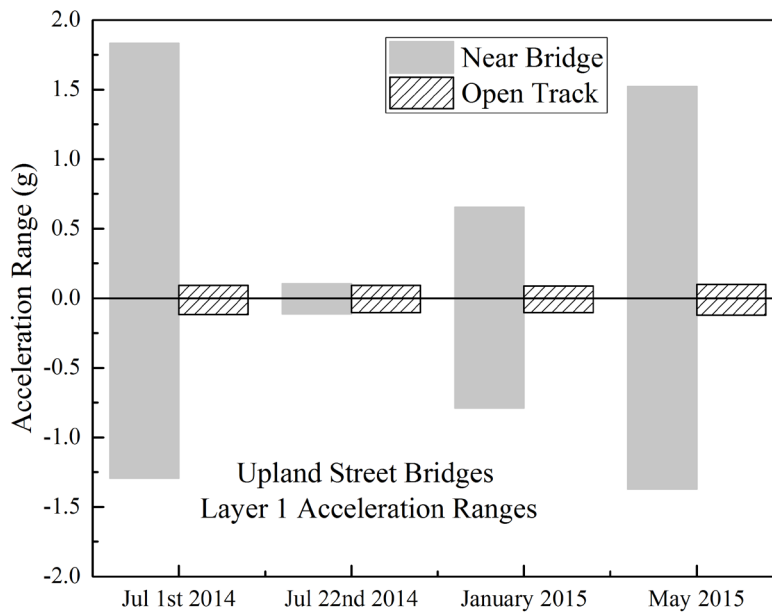 2.0
1.5
1.0
0.5
0.0
-0.5
-1.0
-1.5
-2.0
Acceleration Range (g)
Near Bridge
Open Track
Upland Street Bridges
Layer 1 Acceleration Ranges
Jul 1st 2014 Jul 22nd 2014 January 2015 May 2015